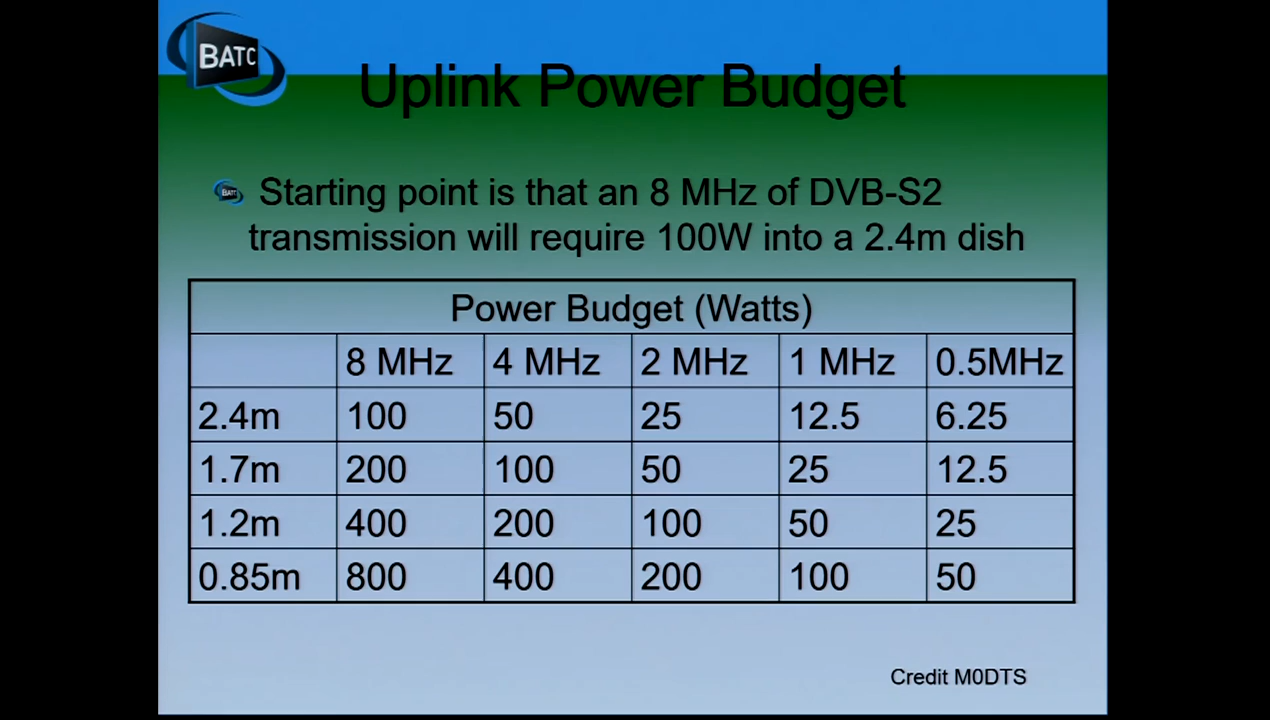 BATC
Uplink Power Budget
BATC Starting point is that an 8 MHz of DVB-S2
transmission will require 100W into a 2.4m dish
Power Budget (Watts)
8 MHz 4 MHz 2 MHz 1 MHz 0.5MHz
2.4m 100 50 25 12.5 6.25
1.7m 200 100 50 25 12.5
1.2m 400 200 100 50 25
0.85m 800 400 200 100 50
Credit M0DTS